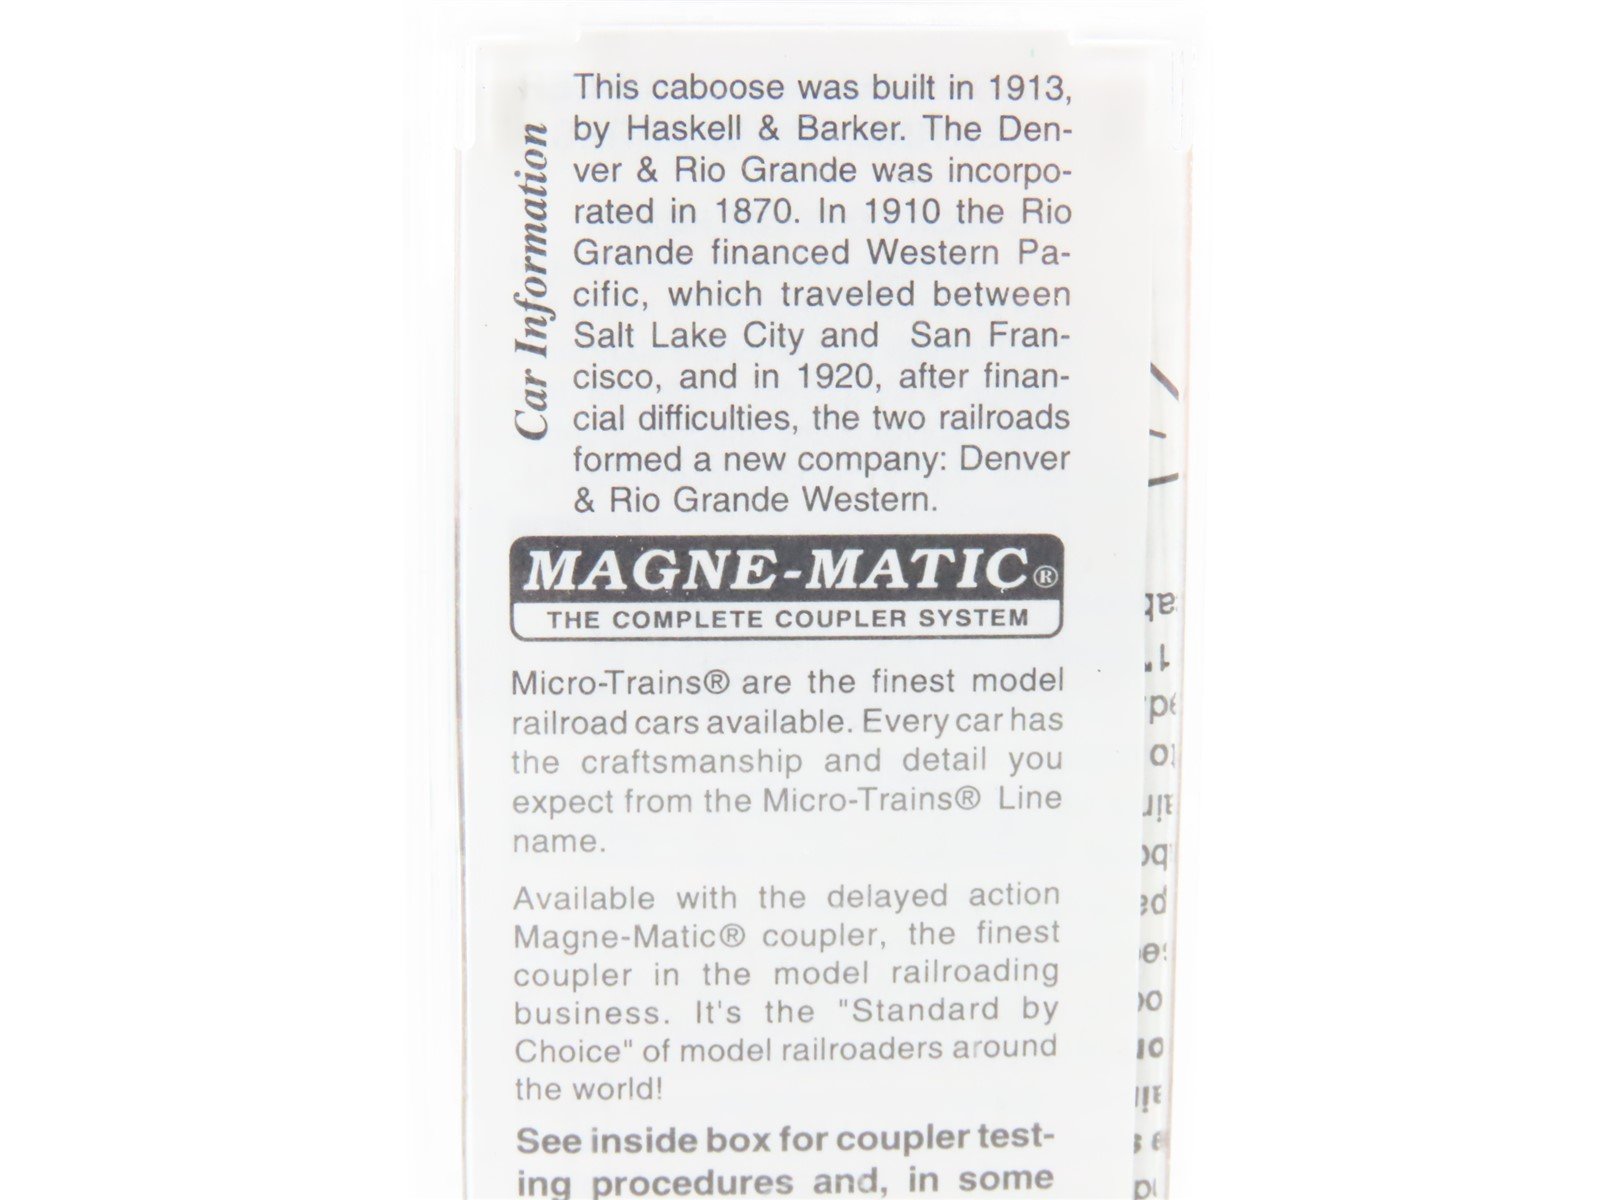 Car Information
This caboose was built in 1913,
by Haskell & Barker. The Den-
ver & Rio Grande was incorpo-
rated in 1870. In 1910 the Rio
Grande financed Western Pa-
cific, which traveled between
Salt Lake City and San Fran-
cisco, and in 1920, after finan-
cial difficulties, the two railroads
formed a new company: Denver
& Rio Grande Western.
MAGNE-MATIC®
THE COMPLETE COUPLER SYSTEM
Micro-Trains® are the finest model
railroad cars available. Every car has
the craftsmanship and detail you
expect from the Micro-Trains® Line
name.
Available with the delayed action
Magne-Matic® coupler, the finest
coupler in the model railroading
business. It's the "Standard by
Choice" of model railroaders around
the world!
See inside box for coupler test-
ing procedures and, in some